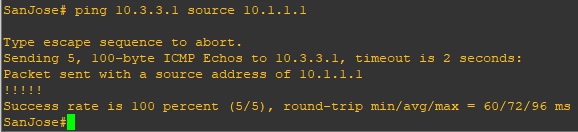 SanJose# ping 10.3.3.1 source 10.1.1.1
Type escape sequence to abort.
Sending 5, 100-byte ICMP Echos to 10.3.3.1, timeout is 2 seconds:
Packet sent with a source address of 10.1.1.1
!!!!!
Success rate is 100 percent (5/5), round-trip min/avg/max = 60/72/96 ms
SanJose#